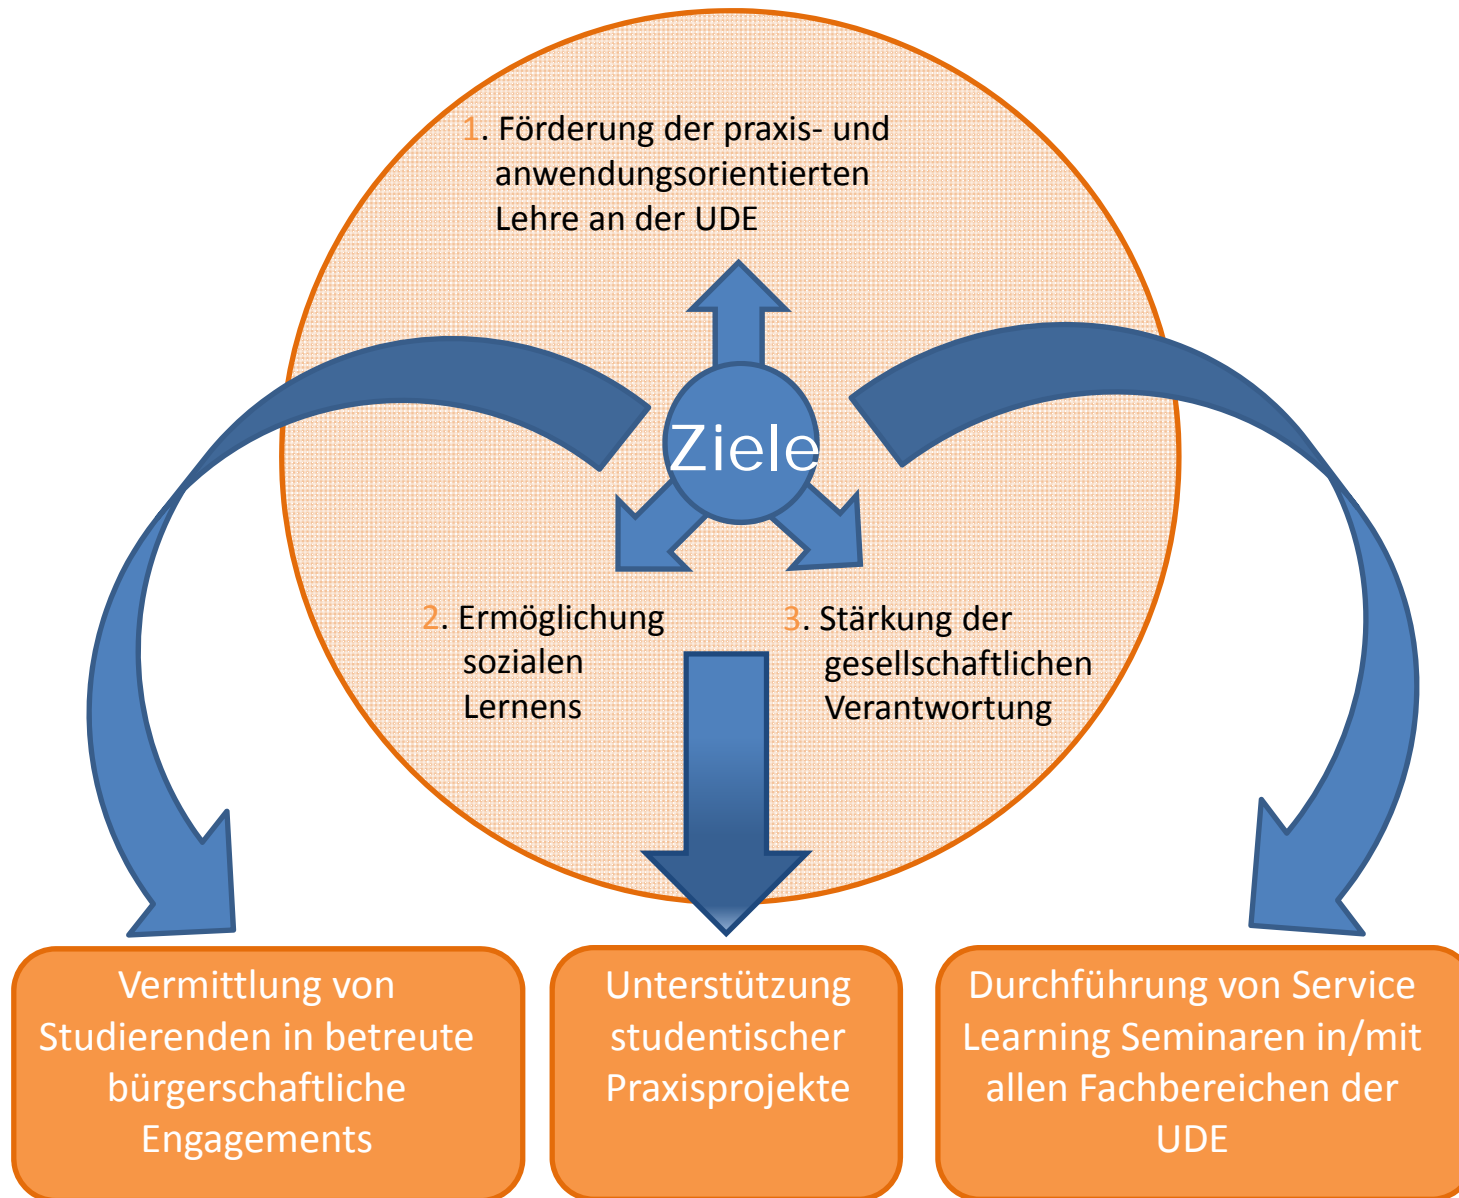 1. Förderung der praxis- und
anwendungsorientierten
Lehre an der UDE
Ziele
2. Ermöglichung
sozialen
Lernens
3. Stärkung der
gesellschaftlichen
Verantwortung
Vermittlung von
Studierenden in betreute
bürgerschaftliche
Engagements
Unterstützung
studentischer
Praxisprojekte
Durchführung von Service
Learning Seminaren in/mit
allen Fachbereichen der
UDE